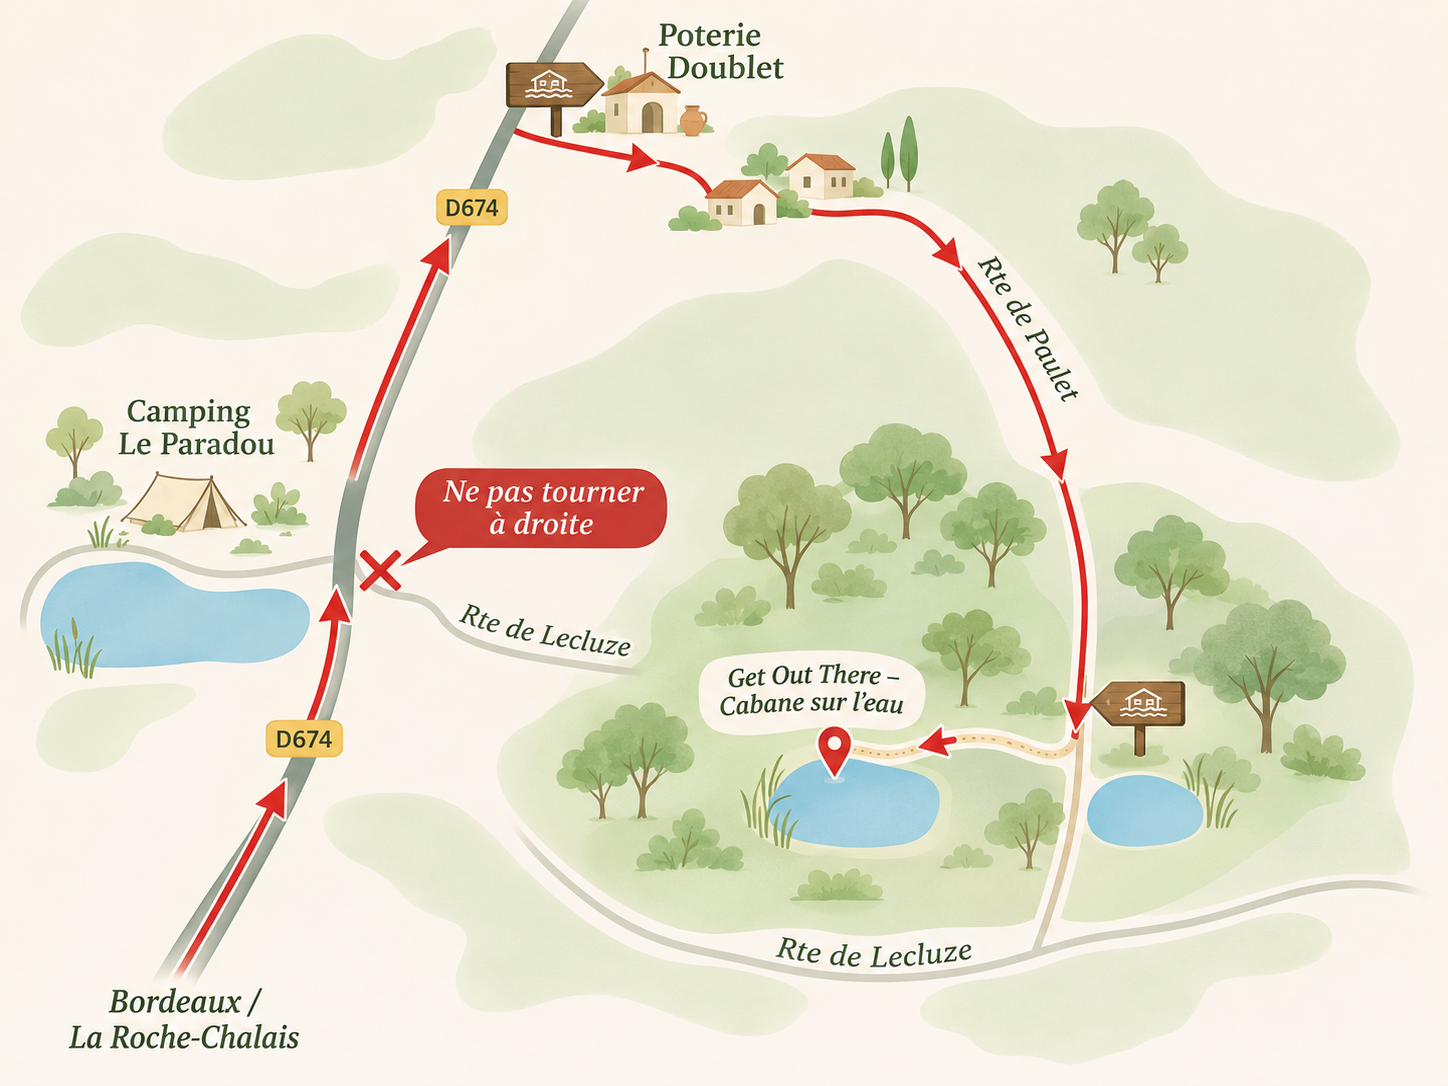 Poterie
Doublet
D674
Rte de Paulet
Camping
Le Paradou
Ne pas tourner
à droite
Rte de Lecluze
Get Out There –
Cabane sur l'eau
D674
Rte de Lecluze
Bordeaux /
La Roche-Chalais